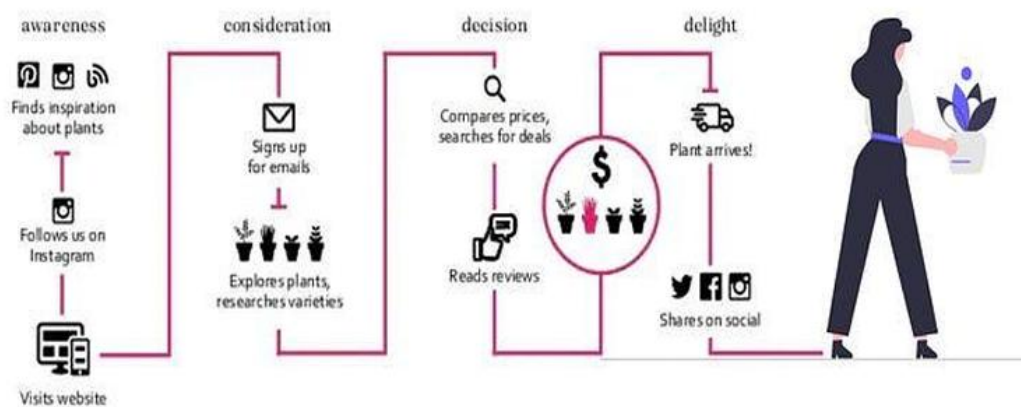 awareness
Finds inspiration
about plants
Follows us on
Instagram
Visits website
consideration
Signs up
for emails
Explores plants,
researches varieties
decision
Compares prices,
searches for deals
Reads reviews
$
delight
Plant arrives!
Shares on social